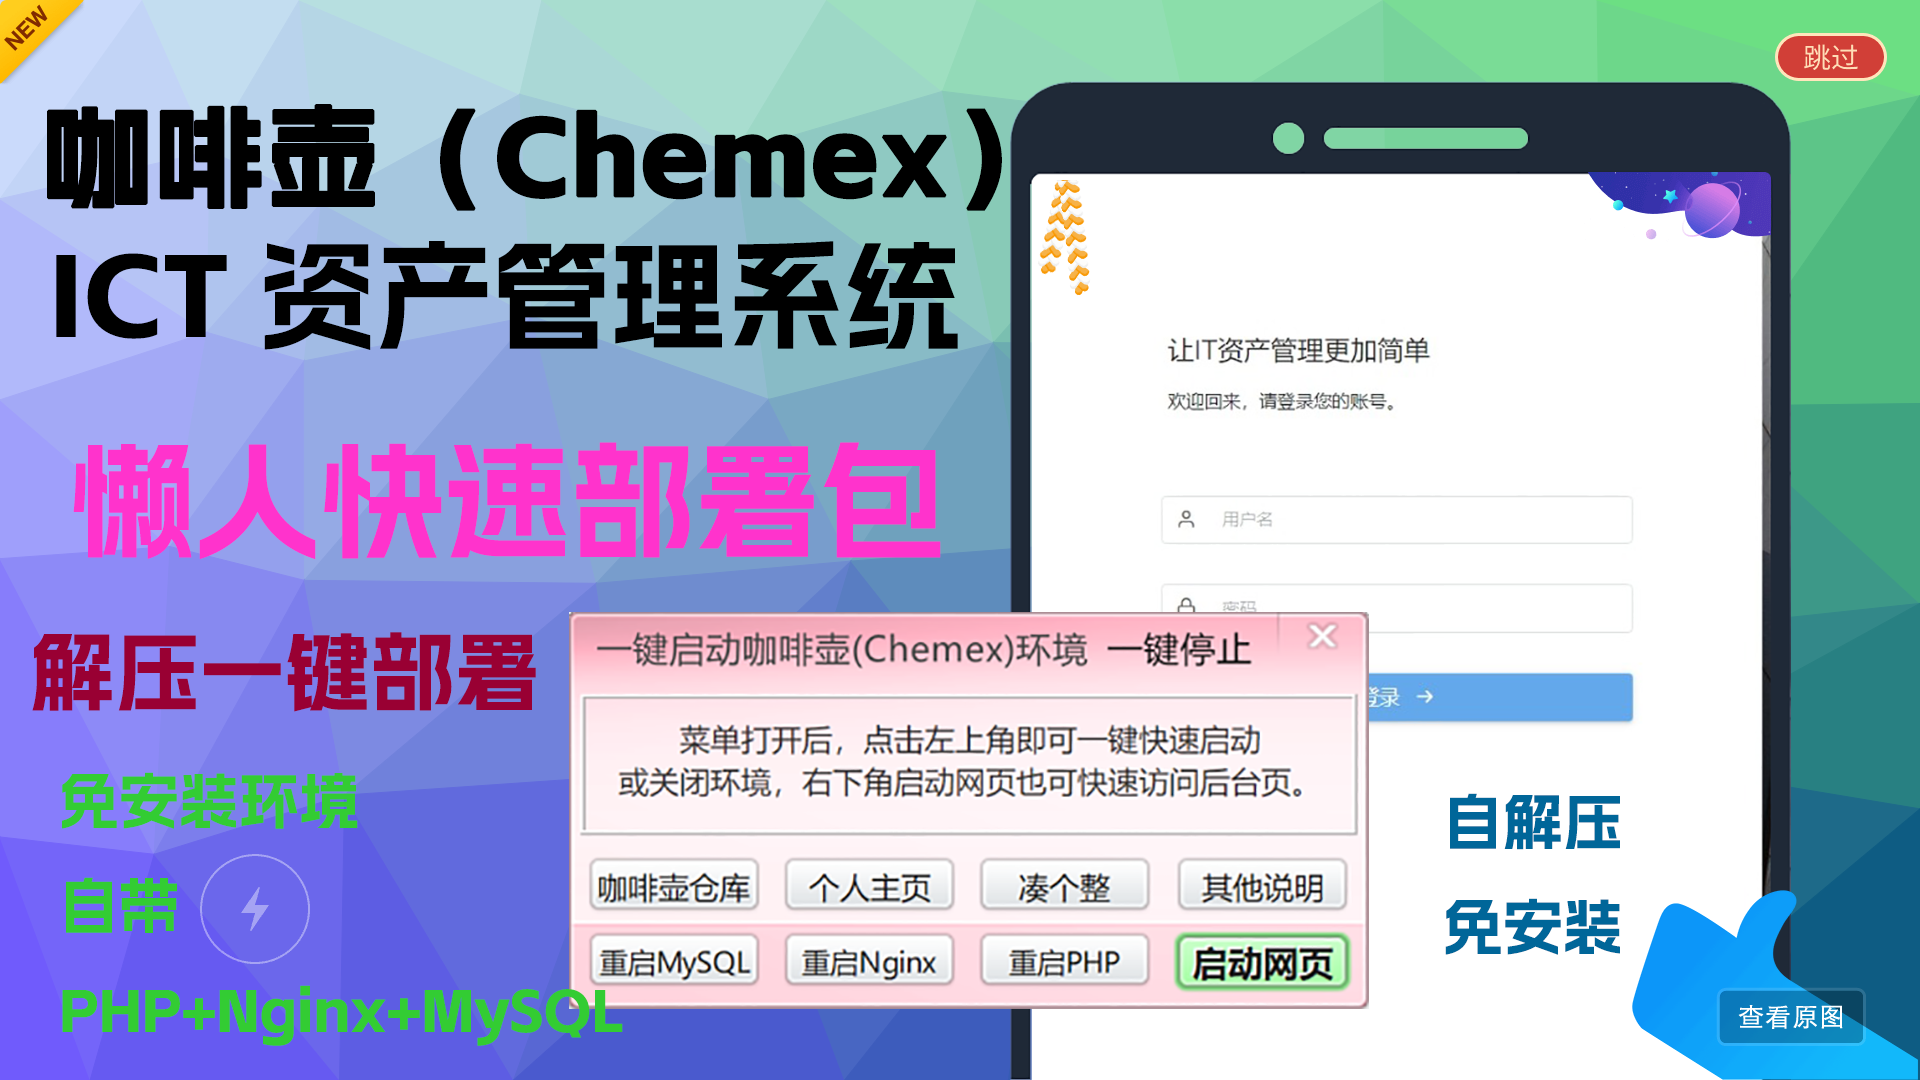 NEW
跳过
咖啡壶（Chemex）
ICT 资产管理系统
懒人快速部署包
解压一键部署
免安装环境
自带
PHP+Nginx+MySQL
让IT资产管理更加简单
欢迎回来，请登录您的账号。
用户名
密码
登录 →
一键启动咖啡壶(Chemex)环境 一键停止
菜单打开后，点击左上角即可一键快速启动
或关闭环境，右下角启动网页也可快速访问后台页。
咖啡壶仓库 个人主页 凑个整 其他说明
重启MySQL 重启Nginx 重启PHP 启动网页
自解压
免安装
查看原图